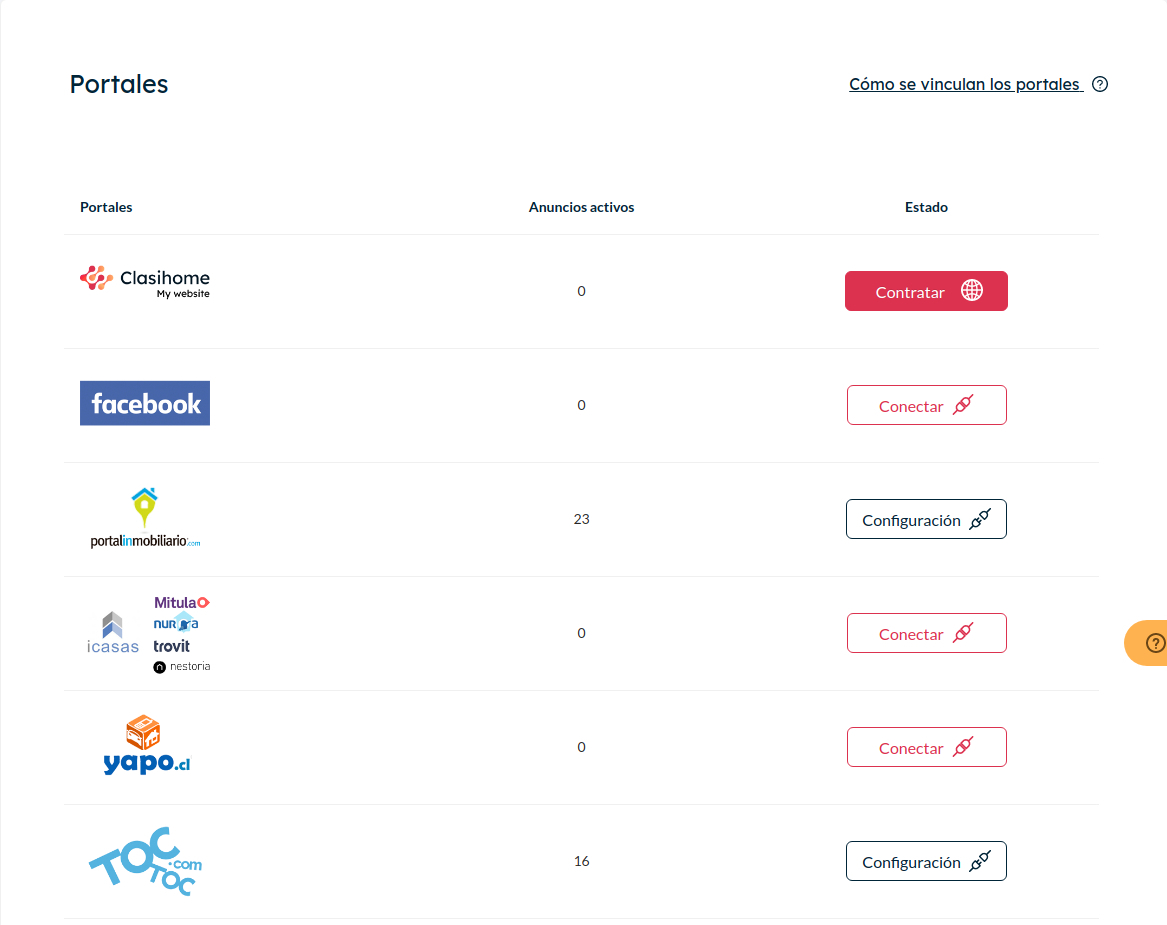 Portales
Cómo se vinculan los portales ?
Portales Anuncios activos Estado
Clasihome
My website
0
Contratar
facebook
0
Conectar
portalinmobiliario.com
23
Configuración
icasas
Mitula
nuroa
trovit
n nestoria
0
Conectar
yapo.cl
0
Conectar
TOC
.com
TOC
16
Configuración
?